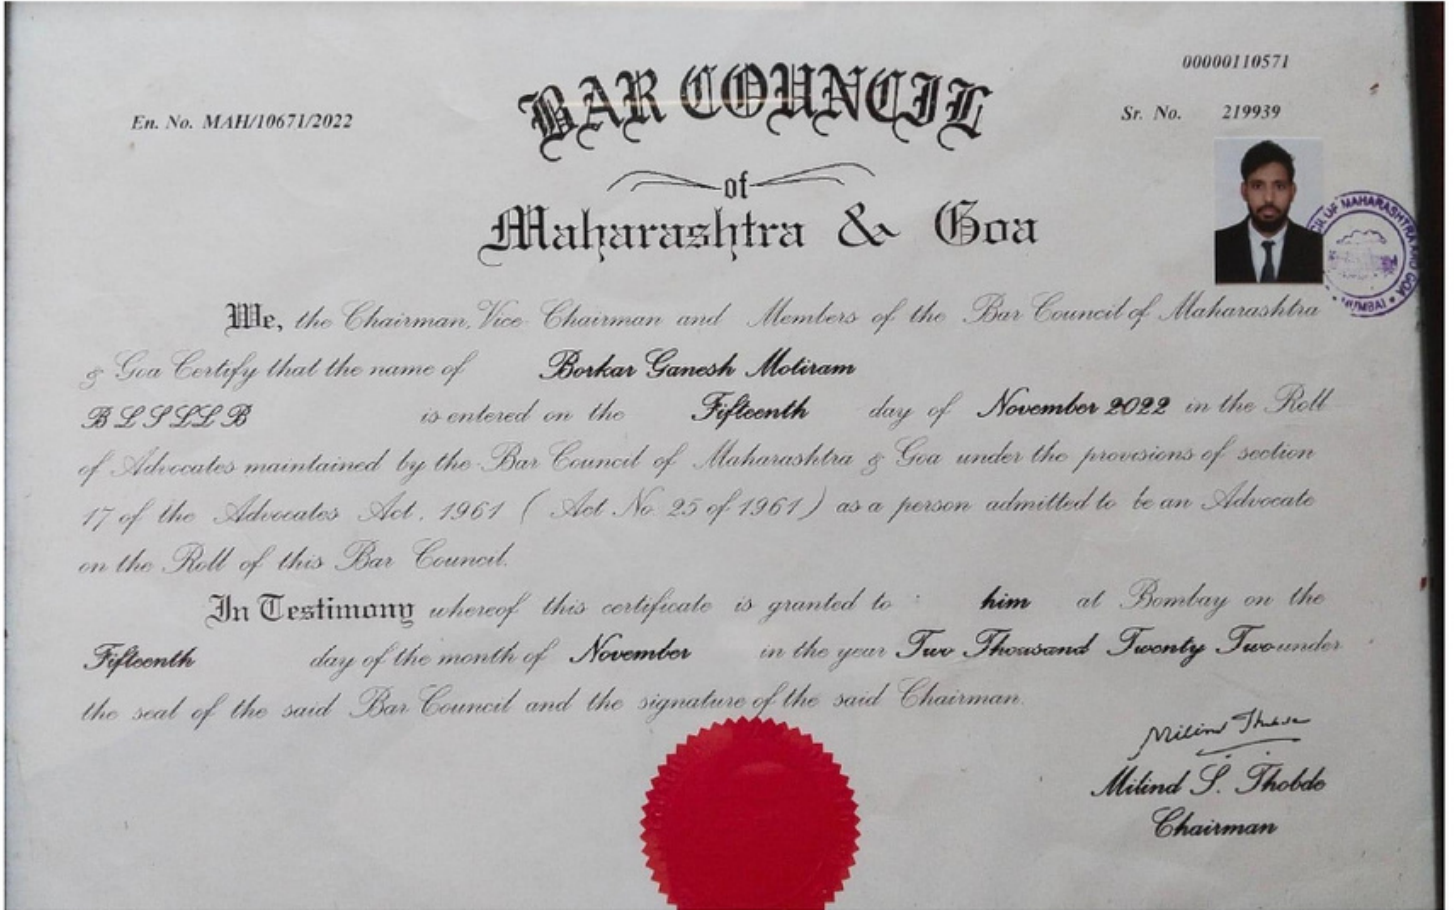 00000110571
En. No. MAH/10671/2022
Sr. No. 219939
BAR COUNCIL
of
Maharashtra & Goa
We, the Chairman, Vice Chairman and Members of the Bar Council of Maharashtra
& Goa Certify that the name of Borkar Ganesh Motiram
BLSLLB is entered on the Fifteenth day of November 2022 in the Roll
of Advocates maintained by the Bar Council of Maharashtra & Goa under the provisions of section
17 of the Advocates Act, 1961 ( Act No. 25 of 1961 ) as a person admitted to be an Advocate
on the Roll of this Bar Council.
In Testimony whereof this certificate is granted to him at Bombay on the
Fifteenth day of the month of November in the year Two Thousand Twenty Two under
the seal of the said Bar Council and the signature of the said Chairman.
Milind S. Thobde
Chairman
OF MAHARASHTRA AND GOA
MUMBAI